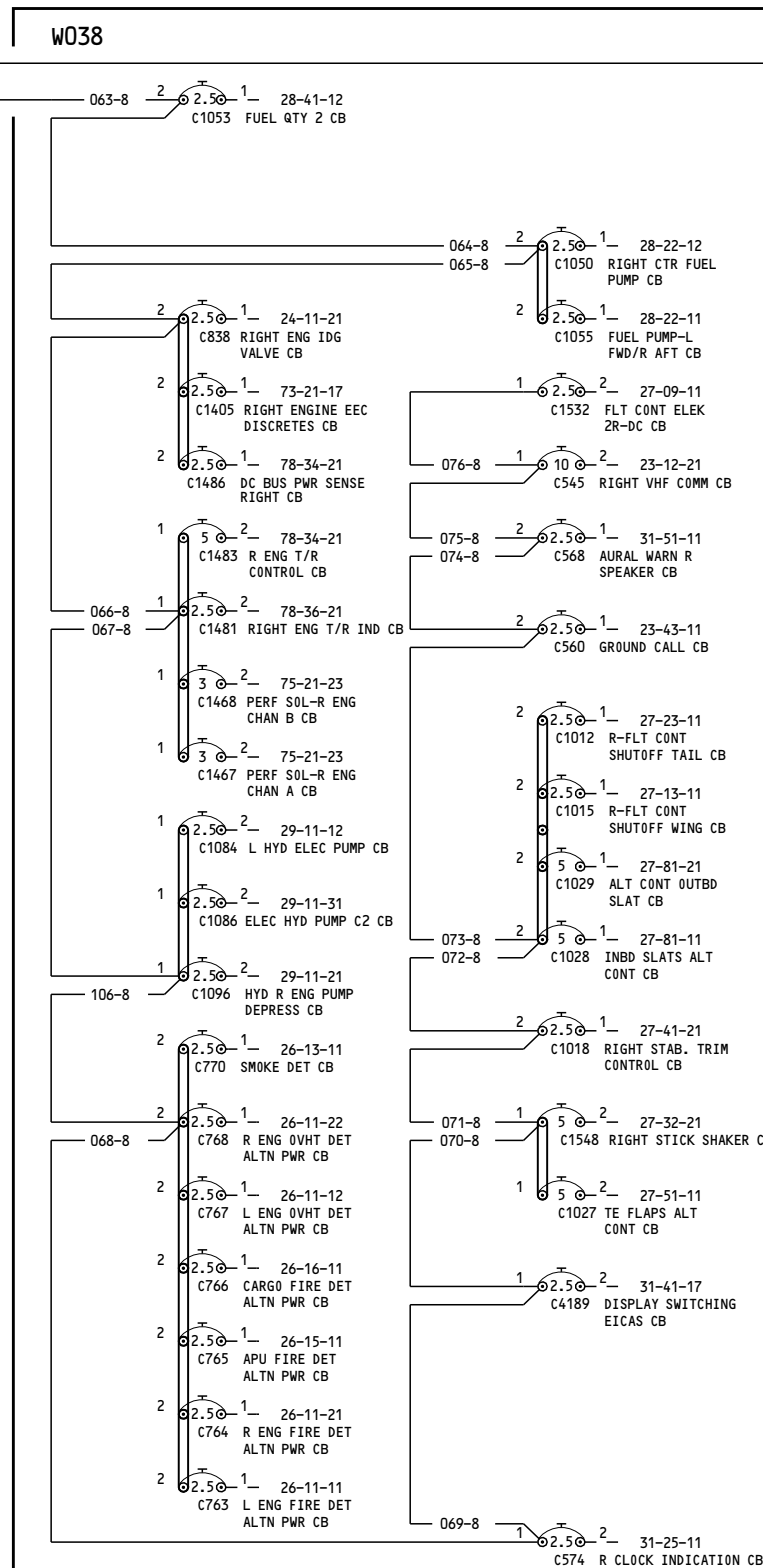 W038
063-8 2 2.5 1 28-41-12
C1053 FUEL QTY 2 CB
064-8 2 2.5 1 28-22-12
065-8 C1050 RIGHT CTR FUEL
PUMP CB
2 2.5 1 28-22-11
C1055 FUEL PUMP-L
FWD/R AFT CB
2 2.5 1 24-11-21
C838 RIGHT ENG IDG
VALVE CB
2 2.5 1 73-21-17
C1405 RIGHT ENGINE EEC
DISCRETES CB
2 2.5 1 78-34-21
C1486 DC BUS PWR SENSE
RIGHT CB
1 5 2 78-34-21
C1483 R ENG T/R
CONTROL CB
066-8 1 2.5 2 78-36-21
067-8 C1481 RIGHT ENG T/R IND CB
1 3 2 75-21-23
C1468 PERF SOL-R ENG
CHAN B CB
1 3 2 75-21-23
C1467 PERF SOL-R ENG
CHAN A CB
1 2.5 2 29-11-12
C1084 L HYD ELEC PUMP CB
1 2.5 2 29-11-31
C1086 ELEC HYD PUMP C2 CB
1 2.5 2 29-11-21
106-8 C1096 HYD R ENG PUMP
DEPRESS CB
2 2.5 1 26-13-11
C770 SMOKE DET CB
2 2.5 1 26-11-22
068-8 C768 R ENG OVHT DET
ALTN PWR CB
2 2.5 1 26-11-12
C767 L ENG OVHT DET
ALTN PWR CB
2 2.5 1 26-16-11
C766 CARGO FIRE DET
ALTN PWR CB
2 2.5 1 26-15-11
C765 APU FIRE DET
ALTN PWR CB
2 2.5 1 26-11-21
C764 R ENG FIRE DET
ALTN PWR CB
2 2.5 1 26-11-11
C763 L ENG FIRE DET
ALTN PWR CB
1 2.5 2 27-09-11
C1532 FLT CONT ELEK
2R-DC CB
076-8 1 10 2 23-12-21
C545 RIGHT VHF COMM CB
075-8 2 2.5 1 31-51-11
074-8 C568 AURAL WARN R
SPEAKER CB
2 2.5 1 23-43-11
C560 GROUND CALL CB
2 2.5 1 27-23-11
C1012 R-FLT CONT
SHUTOFF TAIL CB
2 2.5 1 27-13-11
C1015 R-FLT CONT
SHUTOFF WING CB
2 5 1 27-81-21
C1029 ALT CONT OUTBD
SLAT CB
073-8 2 5 1 27-81-11
072-8 C1028 INBD SLATS ALT
CONT CB
2 2.5 1 27-41-21
C1018 RIGHT STAB. TRIM
CONTROL CB
071-8 1 5 2 27-32-21
070-8 C1548 RIGHT STICK SHAKER C
1 5 2 27-51-11
C1027 TE FLAPS ALT
CONT CB
1 2.5 2 31-41-17
C4189 DISPLAY SWITCHING
EICAS CB
069-8 1 2.5 2 31-25-11
C574 R CLOCK INDICATION CB